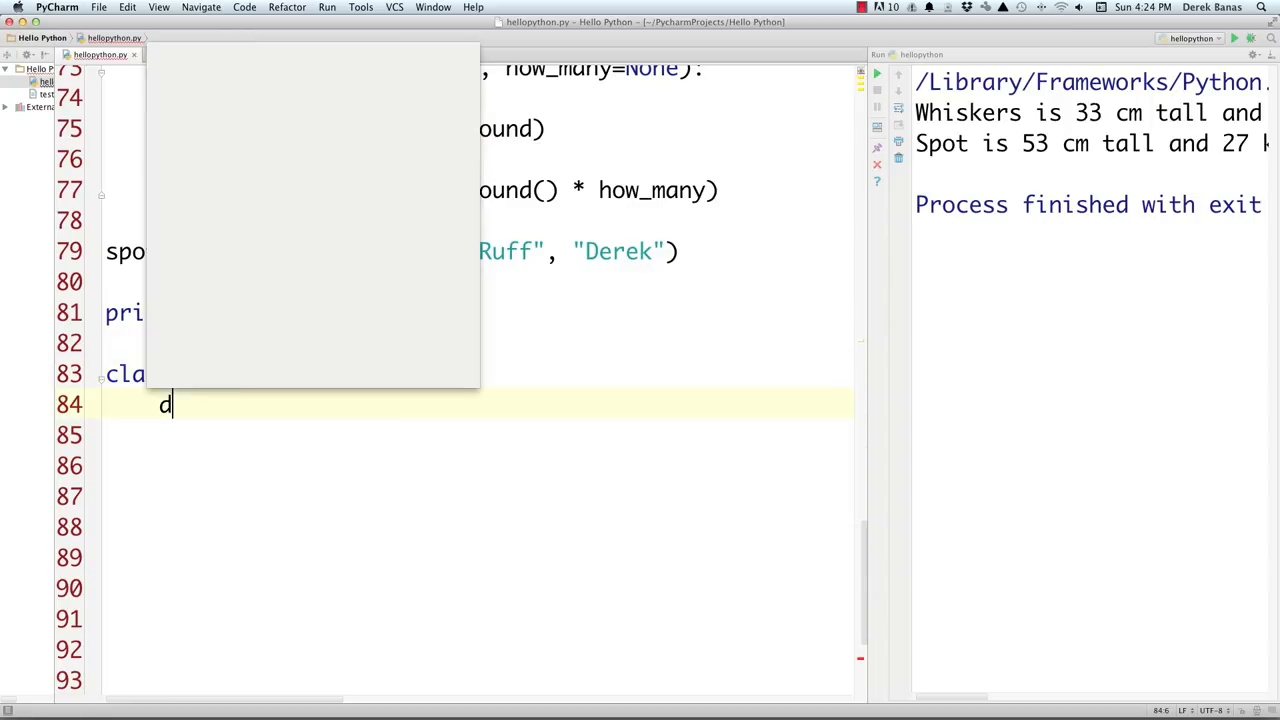 PyCharm File Edit View Navigate Code Refactor Run Tools VCS Window Help 10 Sun 4:24 PM Derek Banas
hellopython.py – Hello Python – [~/PycharmProjects/Hello Python]
Hello Python hellopython.py hellopython
hellopython.py Run hellopython
Hello P
hell
test
Externa
73 , how_many=None):
74
75 ound)
76
77 ound() * how_many)
78
79 spo Ruff", "Derek")
80
81 pri
82
83 cla
84 d
85
86
87
88
89
90
91
92
93
/Library/Frameworks/Python.
Whiskers is 33 cm tall and
Spot is 53 cm tall and 27 k
Process finished with exit
84:6 LF UTF-8